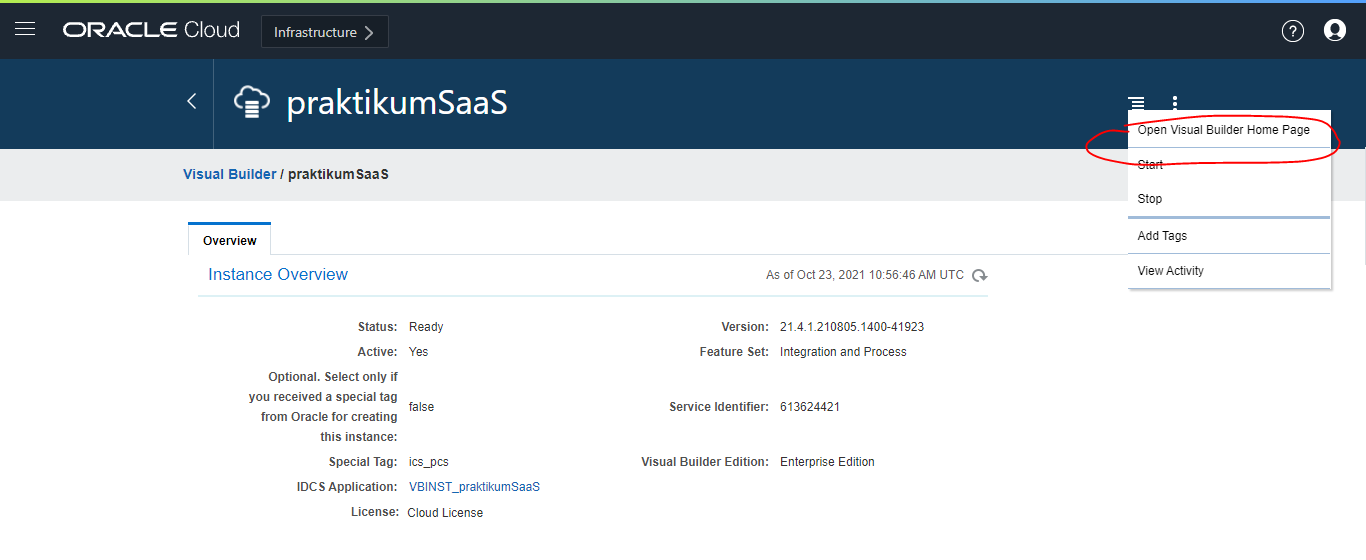 ORACLE Cloud Infrastructure
praktikumSaaS
Open Visual Builder Home Page
Start
Stop
Add Tags
View Activity
Visual Builder / praktikumSaaS
Overview
Instance Overview As of Oct 23, 2021 10:56:46 AM UTC
Status: Ready Version: 21.4.1.210805.1400-41923
Active: Yes Feature Set: Integration and Process
Optional. Select only if
you received a special tag
from Oracle for creating
this instance:
false Service Identifier: 613624421
Special Tag: ics_pcs Visual Builder Edition: Enterprise Edition
IDCS Application: VBINST_praktikumSaaS
License: Cloud License